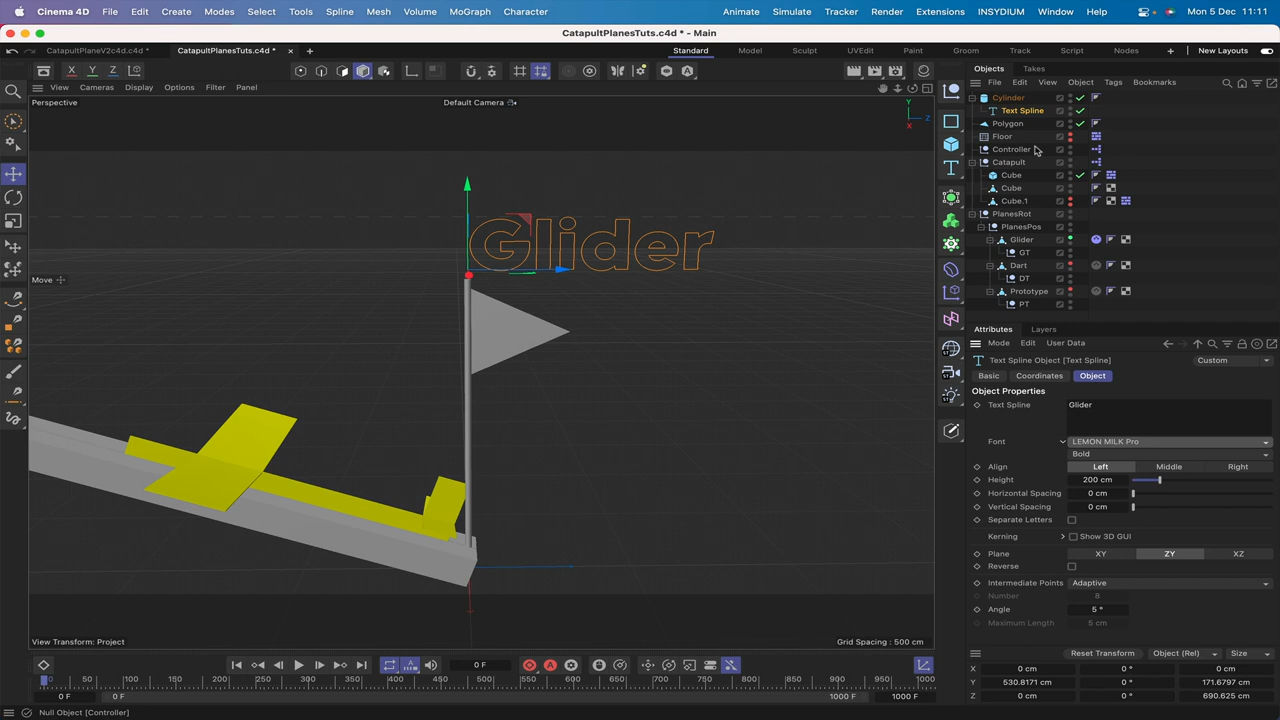 Cinema 4D File Edit Create Modes Select Tools Spline Mesh Volume MoGraph Character Animate Simulate Tracker Render Extensions INSYDIUM Window Help Mon 5 Dec 11:11
CatapultPlanesTuts.c4d * - Main
CatapultPlaneV2c4d.c4d * CatapultPlanesTuts.c4d * Standard Model Sculpt UVEdit Paint Groom Track Script Nodes New Layouts
X Y Z
Objects Takes
View Cameras Display Options Filter Panel
File Edit View Object Tags Bookmarks
Perspective
Default Camera
Y
Z
X
Cylinder
Text Spline
Polygon
Floor
Controller
Catapult
Cube
Cube
Cube.1
PlanesRot
PlanesPos
Glider
GT
Dart
DT
Prototype
PT
Glider
Move
Attributes Layers
Mode Edit User Data
Text Spline Object [Text Spline] Custom
Basic Coordinates Object
Object Properties
Text Spline Glider
Font LEMON MILK Pro
Bold
Align Left Middle Right
Height 200 cm
Horizontal Spacing 0 cm
Vertical Spacing 0 cm
Separate Letters
Kerning Show 3D GUI
Plane XY ZY XZ
Reverse
Intermediate Points Adaptive
Number 8
Angle 5 °
Maximum Length 5 cm
View Transform: Project Grid Spacing : 500 cm
Reset Transform Object (Rel) Size
0 F
X 0 cm 0 ° 0 cm
Y 530.8171 cm 0 ° 171.6797 cm
Z 0 cm 0 ° 690.625 cm
0 50 100 150 200 250 300 350 400 450 500 550 600 650 700 750 800 850 900 950 1000
0 F 0 F 1000 F 1000 F
Null Object [Controller]